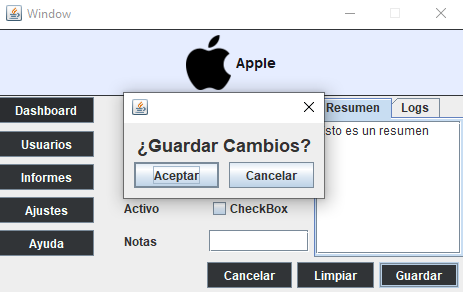 Window
Apple
Dashboard
Usuarios
Informes
Ajustes
Ayuda
¿Guardar Cambios?
Aceptar Cancelar
Activo CheckBox
Notas
Resumen Logs
sto es un resumen
Cancelar Limpiar Guardar